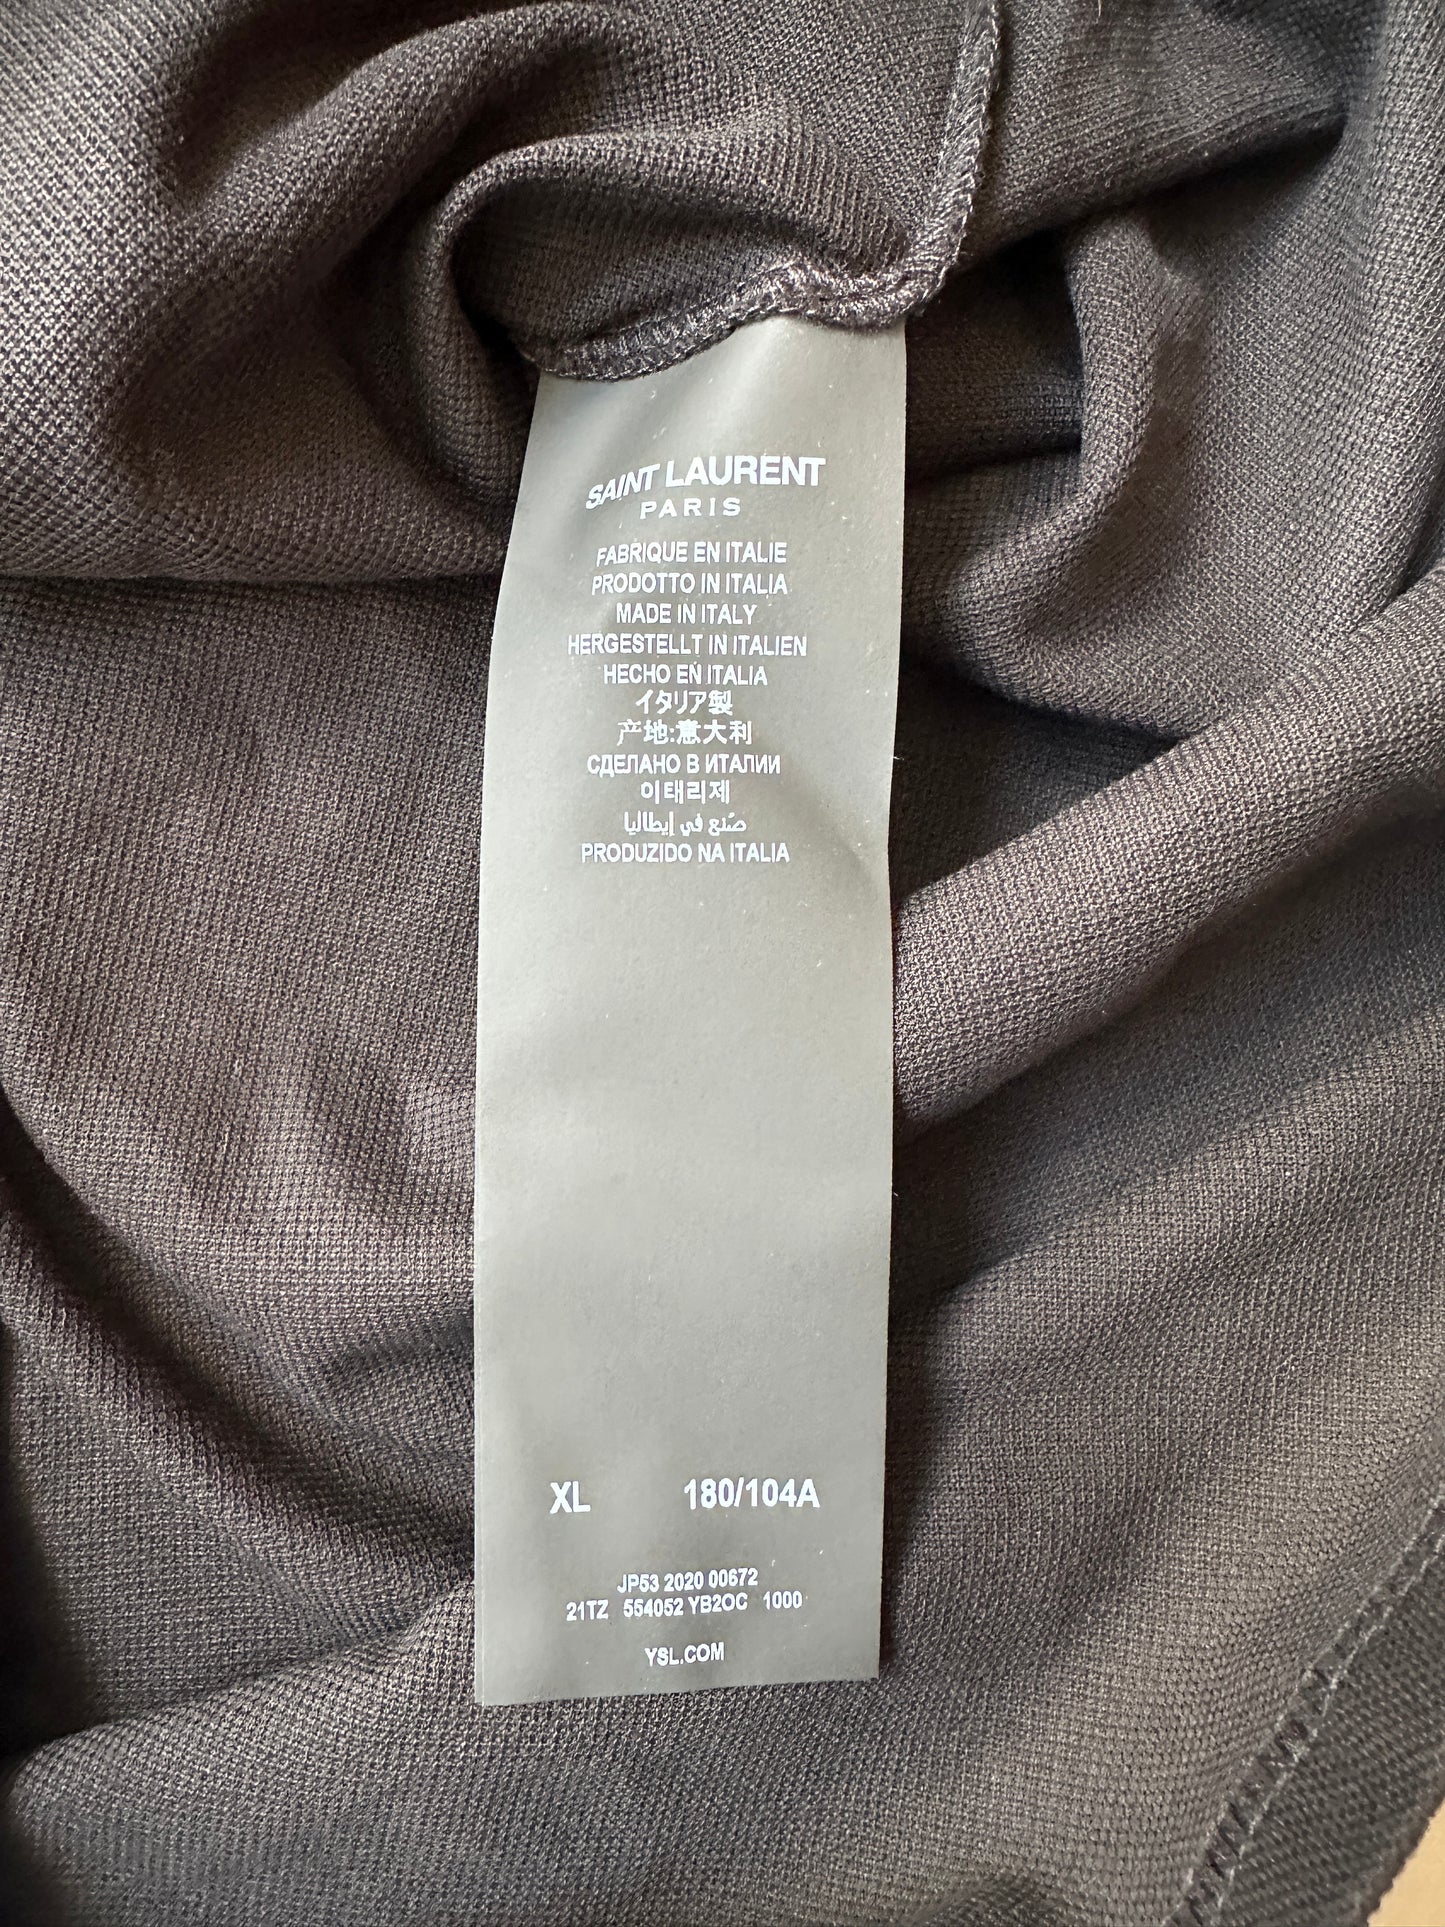 SAINT LAURENT
PARIS
FABRIQUE EN ITALIE
PRODOTTO IN ITALIA
MADE IN ITALY
HERGESTELLT IN ITALIEN
HECHO EN ITALIA
イタリア製
产地:意大利
СДЕЛАНО В ИТАЛИИ
이태리제
صُنع في إيطاليا
PRODUZIDO NA ITALIA
XL 180/104A
JP53 2020 00672
21TZ 554052 YB2OC 1000
YSL.COM